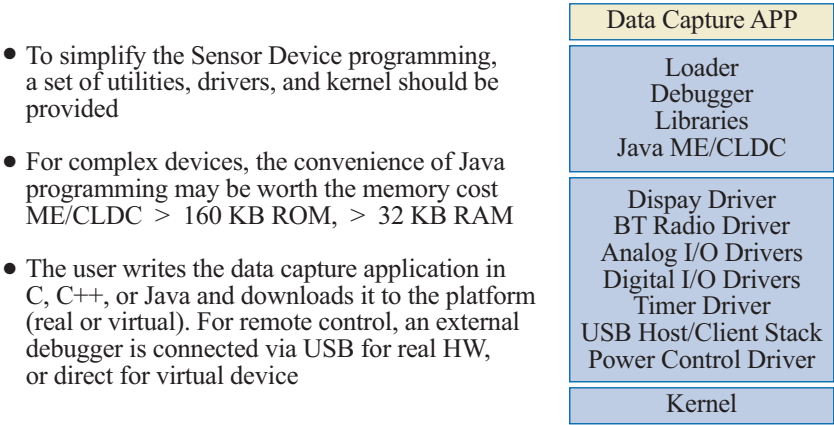 • To simplify the Sensor Device programming,
a set of utilities, drivers, and kernel should be
provided
• For complex devices, the convenience of Java
programming may be worth the memory cost
ME/CLDC > 160 KB ROM, > 32 KB RAM
• The user writes the data capture application in
C, C++, or Java and downloads it to the platform
(real or virtual). For remote control, an external
debugger is connected via USB for real HW,
or direct for virtual device
Data Capture APP
Loader
Debugger
Libraries
Java ME/CLDC
Dispay Driver
BT Radio Driver
Analog I/O Drivers
Digital I/O Drivers
Timer Driver
USB Host/Client Stack
Power Control Driver
Kernel